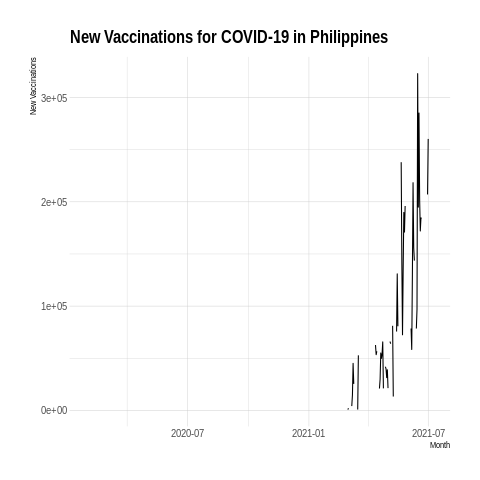 New Vaccinations for COVID-19 in Philippines
New Vaccinations
3e+05
2e+05
1e+05
0e+00
2020-07
2021-01
2021-07
Month